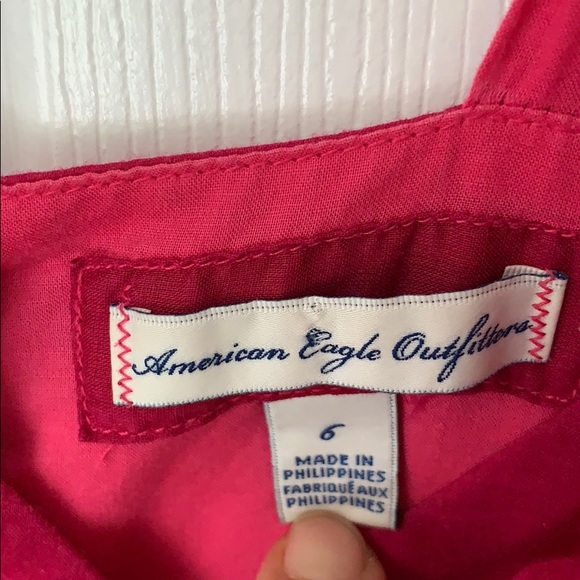 American Eagle Outfitters
6
MADE IN
PHILIPPINES
FABRIQUÉ AUX
PHILIPPINES